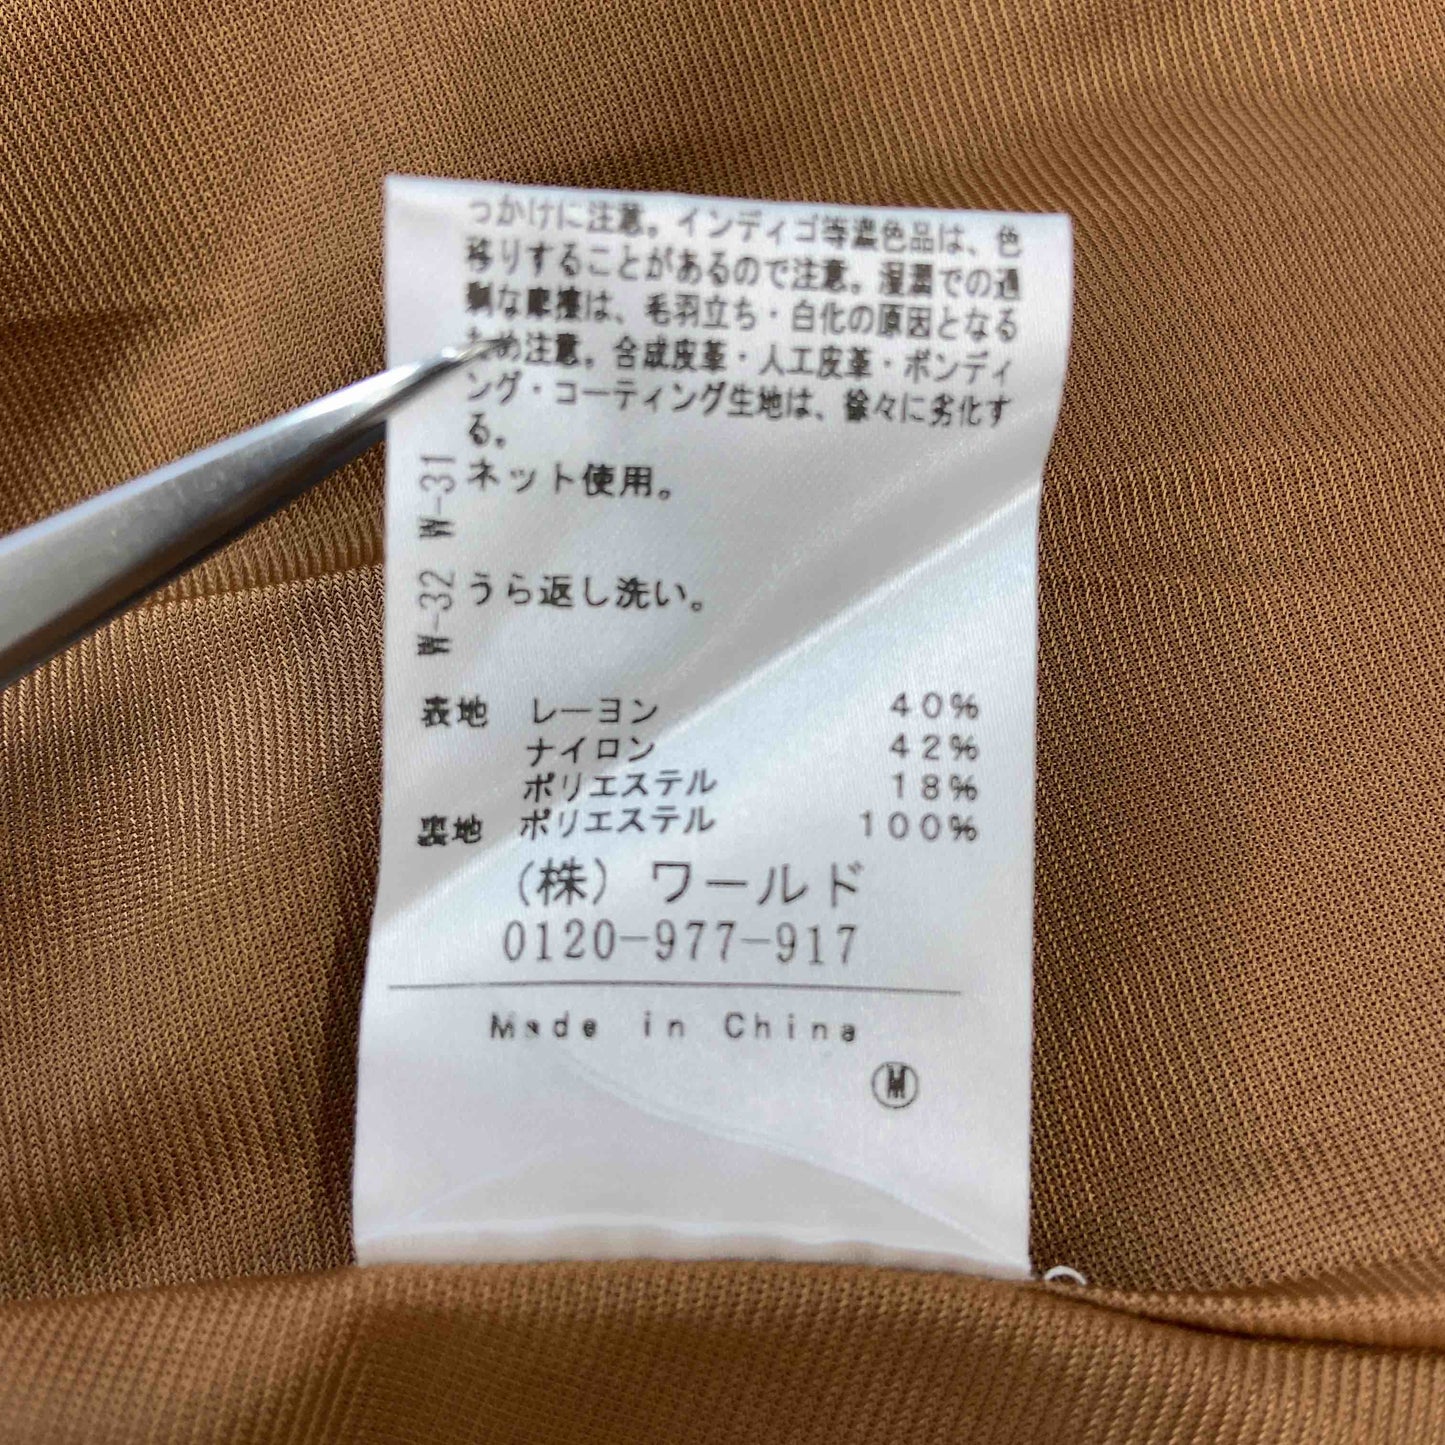 っかけに注意。インディゴ等濃色品は、色
移りすることがあるので注意。湿潤での過
剰な摩擦は、毛羽立ち・白化の原因となる
ため注意。合成皮革・人工皮革・ボンディ
ング・コーティング生地は、徐々に劣化す
る。
W-31 ネット使用。
W-32 うら返し洗い。
表地 レーヨン 40%
ナイロン 42%
ポリエステル 18%
裏地 ポリエステル 100%
(株) ワールド
0120-977-917
Made in China
Ⓜ